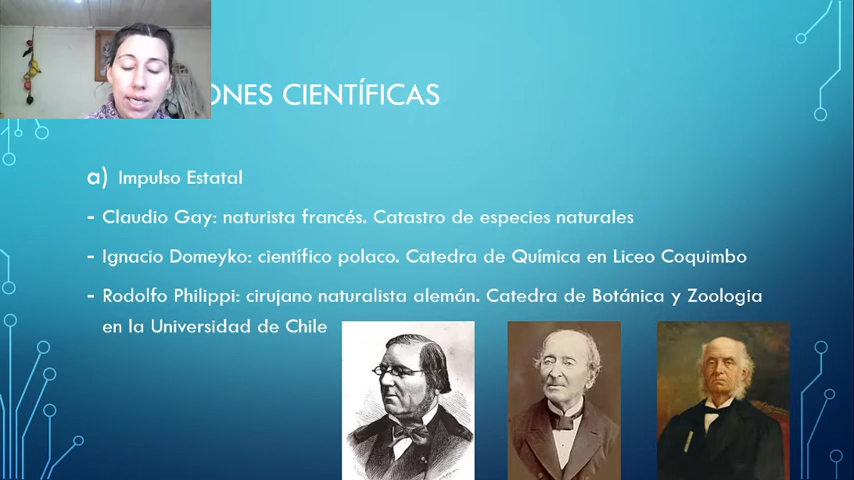 ONES CIENTÍFICAS
a) Impulso Estatal
- Claudio Gay: naturista francés. Catastro de especies naturales
- Ignacio Domeyko: científico polaco. Catedra de Química en Liceo Coquimbo
- Rodolfo Philippi: cirujano naturalista alemán. Catedra de Botánica y Zoologia
en la Universidad de Chile